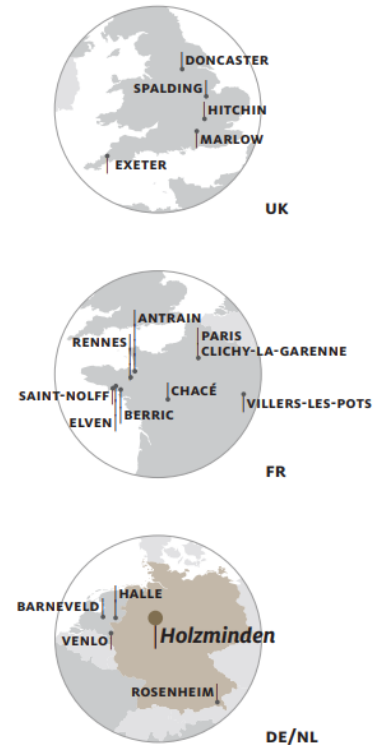 DONCASTER
SPALDING
HITCHIN
MARLOW
EXETER
UK
ANTRAIN
RENNES
PARIS
CLICHY-LA-GARENNE
SAINT-NOLFF
CHACÉ
VILLERS-LES-POTS
BERRIC
ELVEN
FR
HALLE
BARNEVELD
Holzminden
VENLO
ROSENHEIM
DE/NL